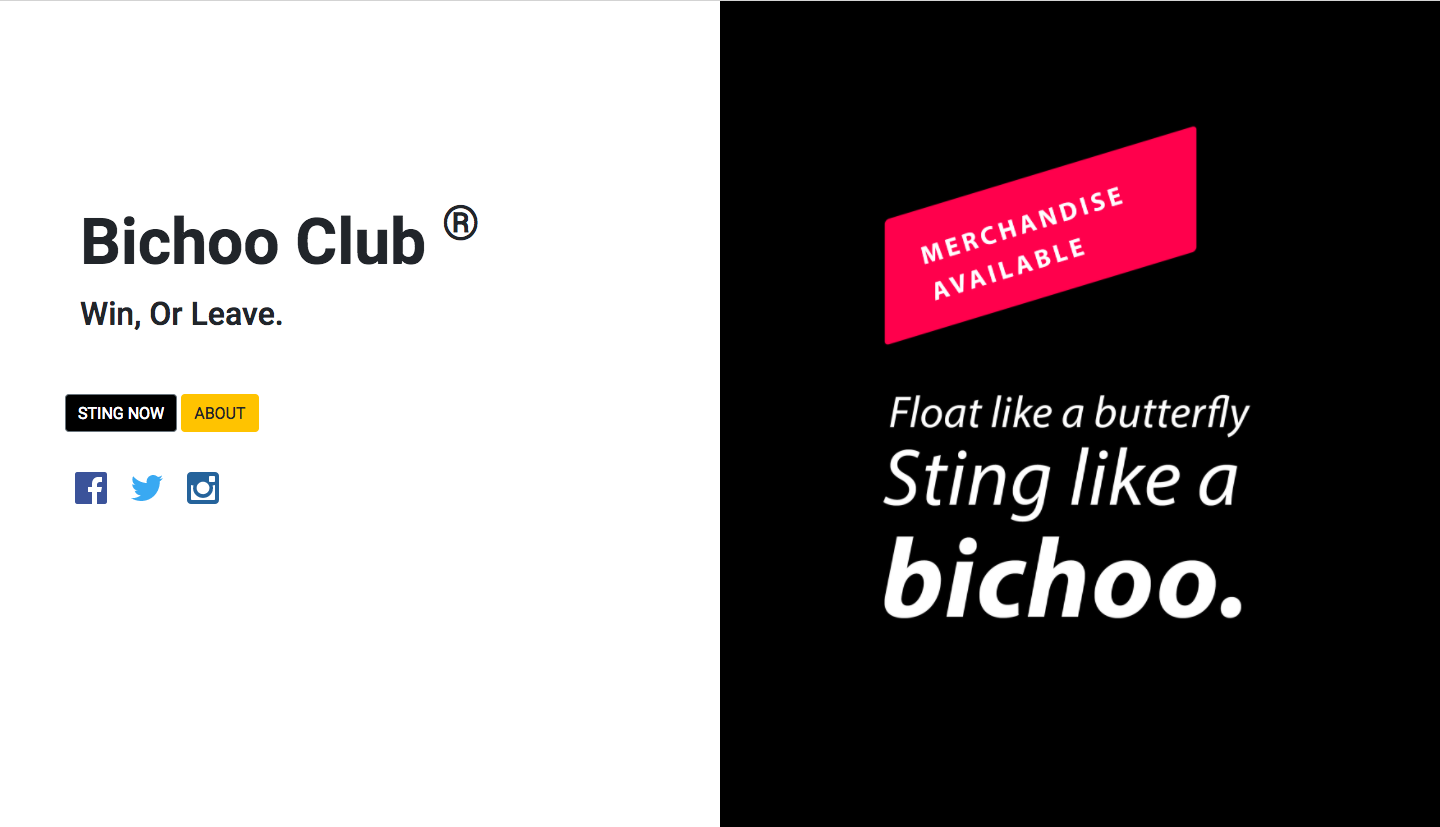 Bichoo Club ®
Win, Or Leave.
STING NOW
ABOUT
MERCHANDISE
AVAILABLE
Float like a butterfly
Sting like a
bichoo.